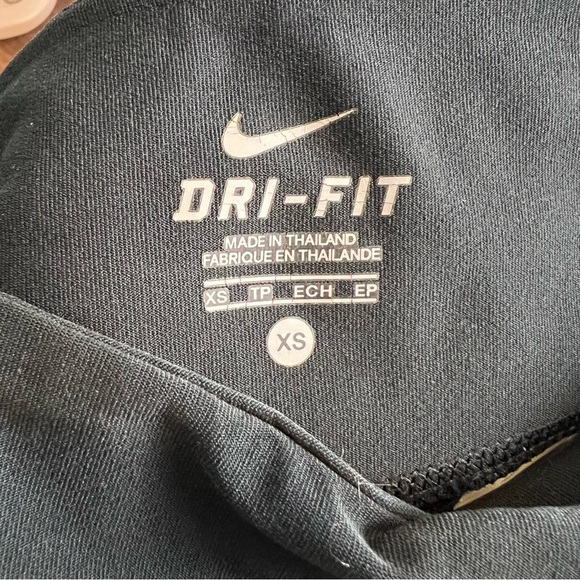 DRI-FIT
MADE IN THAILAND
FABRIQUE EN THAILANDE
XS TP ECH EP
XS